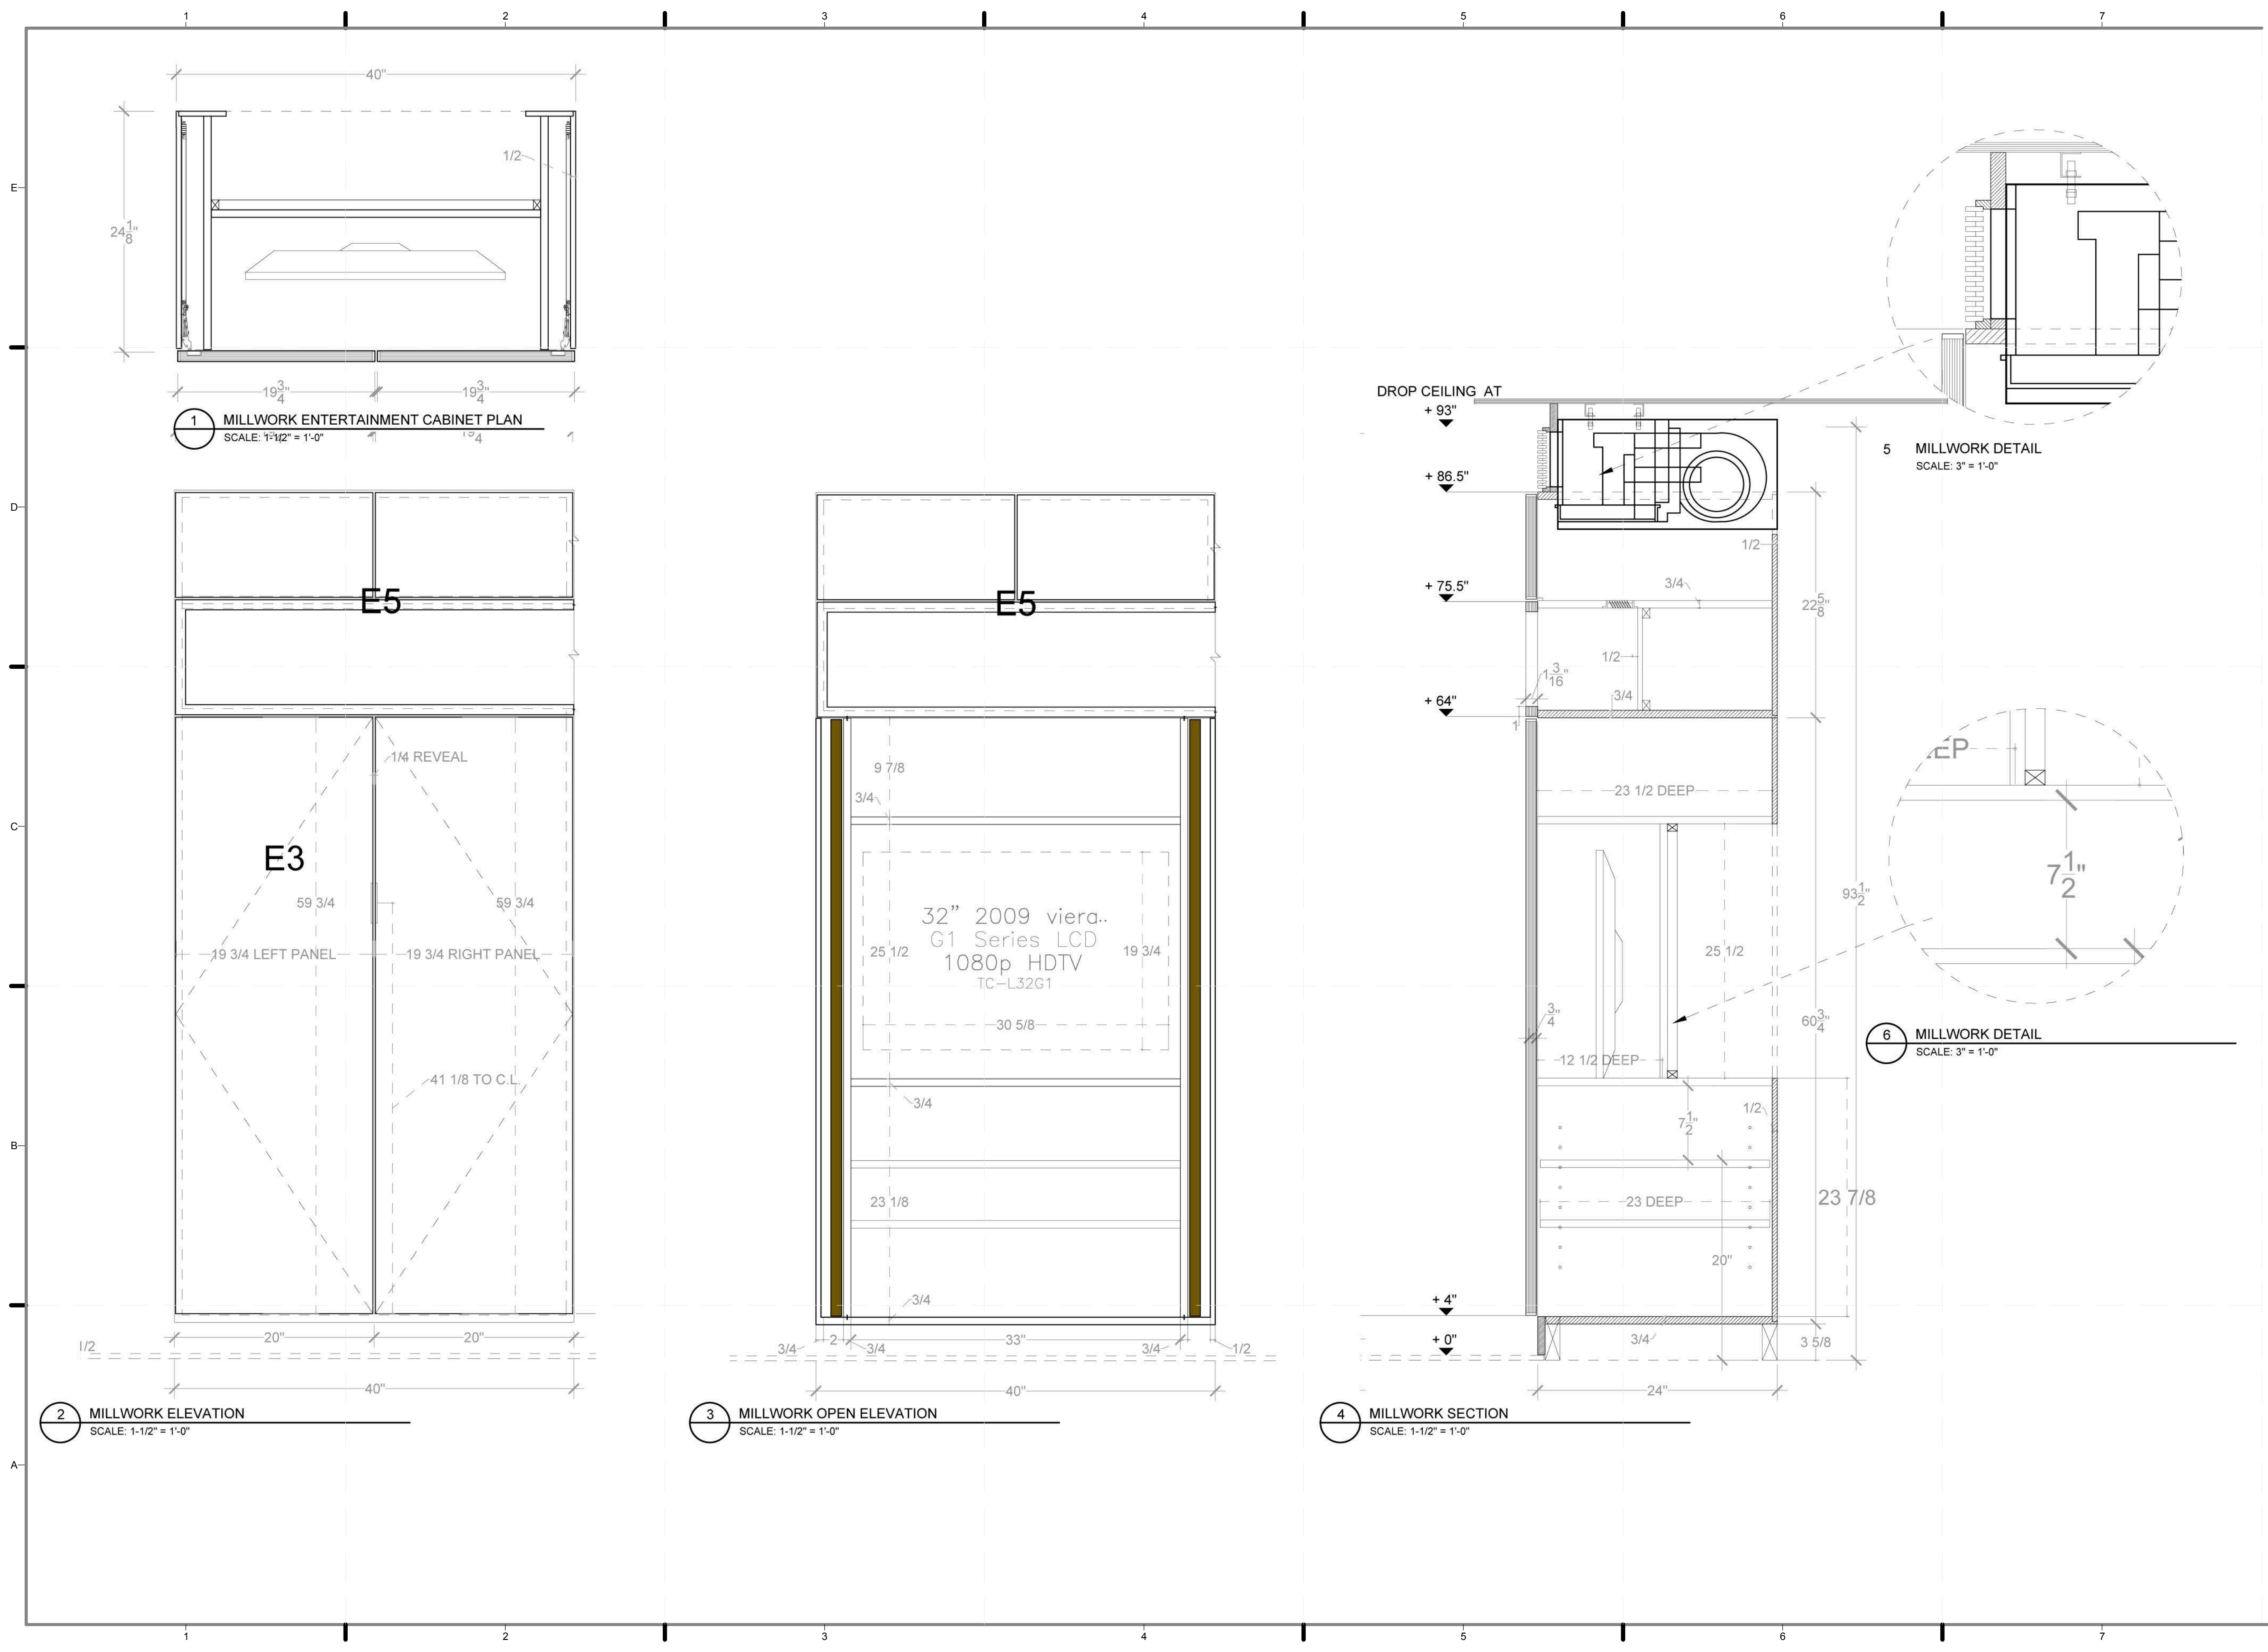 1 2 3 4 5 6 7
E
D
C
B
A
40"
1/2
24 1/8"
19 3/4" 19 3/4"
1 MILLWORK ENTERTAINMENT CABINET PLAN
SCALE: 1-1/2" = 1'-0"
E5
1/4 REVEAL
E3
59 3/4 59 3/4
19 3/4 LEFT PANEL 19 3/4 RIGHT PANEL
41 1/8 TO C.L.
20" 20"
1/2
40"
2 MILLWORK ELEVATION
SCALE: 1-1/2" = 1'-0"
E5
9 7/8
3/4
32” 2009 viera..
G1 Series LCD
1080p HDTV
TC-L32G1
25 1/2 19 3/4
30 5/8
3/4
23 1/8
3/4
3/4 2 3/4 33" 3/4 1/2
40"
3 MILLWORK OPEN ELEVATION
SCALE: 1-1/2" = 1'-0"
DROP CEILING AT
+ 93"
+ 86.5"
1/2
+ 75.5"
3/4
22 5/8"
1/2
1 3/16"
3/4
+ 64"
1
23 1/2 DEEP
93 1/2"
25 1/2
3/4"
60 3/4"
12 1/2 DEEP
7 1/2"
1/2
23 DEEP
23 7/8
20"
+ 4"
+ 0"
3/4
3 5/8
24"
4 MILLWORK SECTION
SCALE: 1-1/2" = 1'-0"
5 MILLWORK DETAIL
SCALE: 3" = 1'-0"
EP
7 1/2"
6 MILLWORK DETAIL
SCALE: 3" = 1'-0"
1 2 3 4 5 6 7